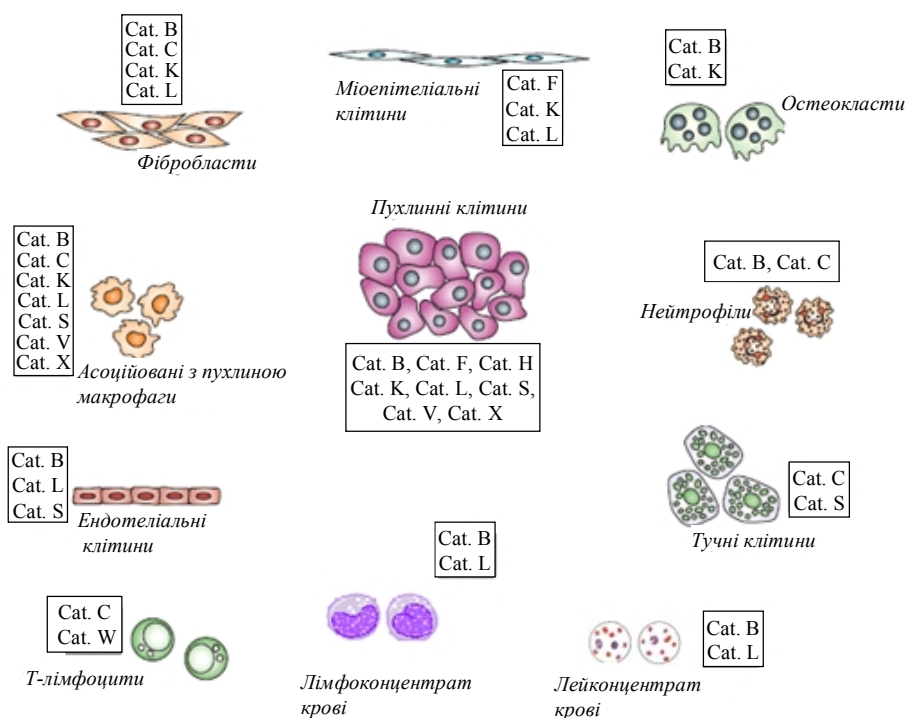 Cat. B
Cat. C
Cat. K
Cat. L
Фібробласти
Міоепітеліальні
клітини
Cat. F
Cat. K
Cat. L
Cat. B
Cat. K
Остеокласти
Cat. B
Cat. C
Cat. K
Cat. L
Cat. S
Cat. V
Cat. X
Асоційовані з пухлиною
макрофаги
Пухлинні клітини
Cat. B, Cat. F, Cat. H
Cat. K, Cat. L, Cat. S,
Cat. V, Cat. X
Cat. B, Cat. C
Нейтрофіли
Cat. B
Cat. L
Cat. S
Ендотеліальні
клітини
Cat. C
Cat. S
Тучні клітини
Cat. C
Cat. W
Т-лімфоцити
Cat. B
Cat. L
Лімфоконцентрат
крові
Cat. B
Cat. L
Лейконцентрат
крові